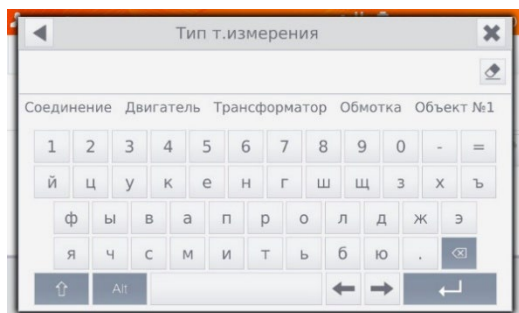 Тип т.измерения
Соединение Двигатель Трансформатор Обмотка Объект №1
1 2 3 4 5 6 7 8 9 0 - =
й ц у к е н г ш щ з х ъ
ф ы в а п р о л д ж э
я ч с м и т ь б ю .
Alt